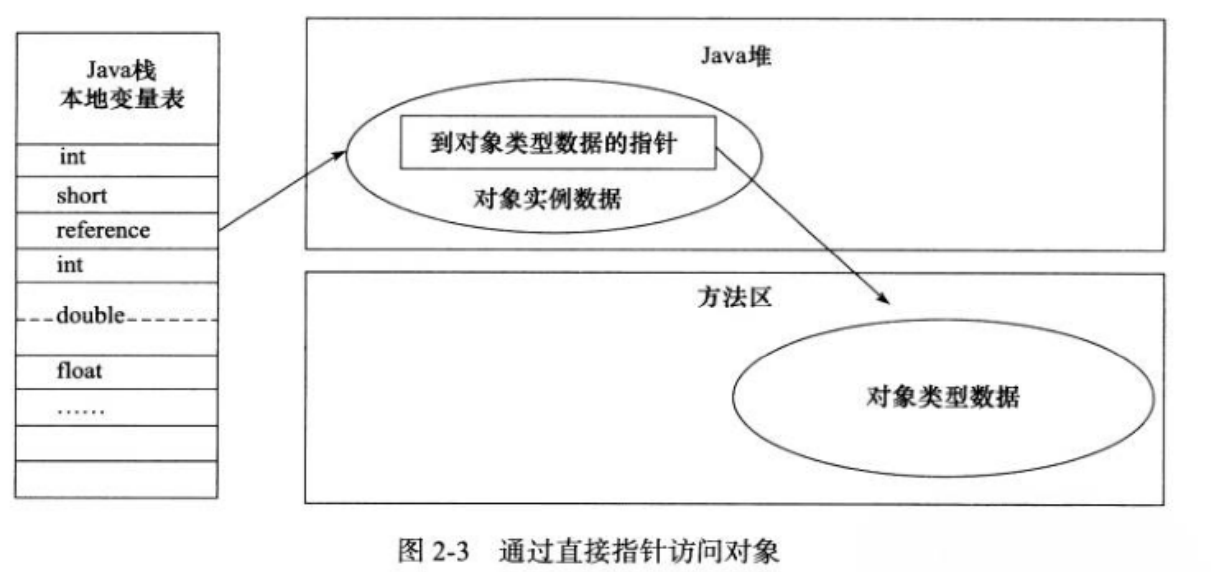 Java栈
本地变量表
int
short
reference
int
double
float
……
Java堆
到对象类型数据的指针
对象实例数据
方法区
对象类型数据
图 2-3 通过直接指针访问对象